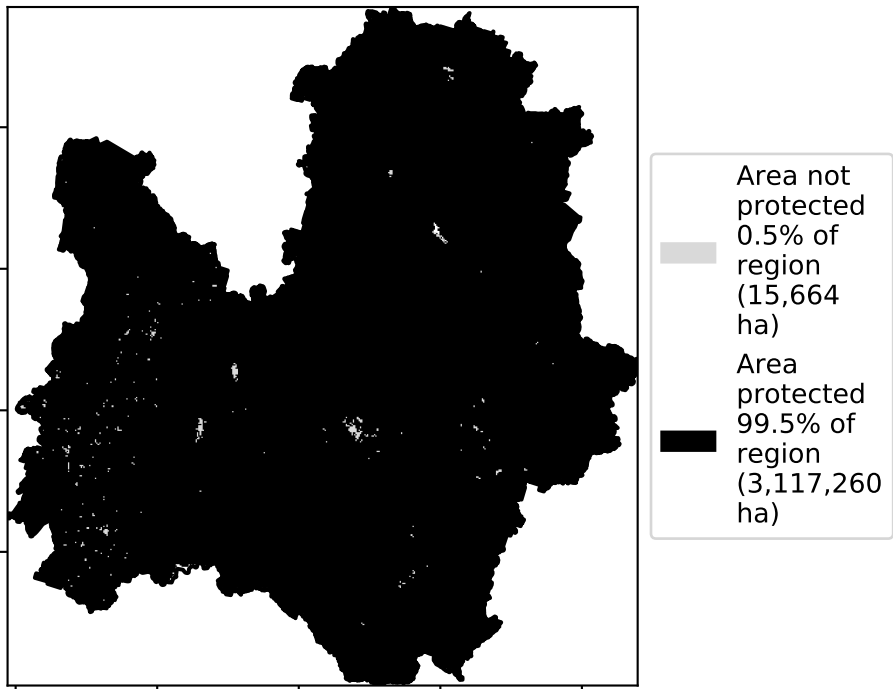 Area not
protected
0.5% of
region
(15,664
ha)
Area
protected
99.5% of
region
(3,117,260
ha)